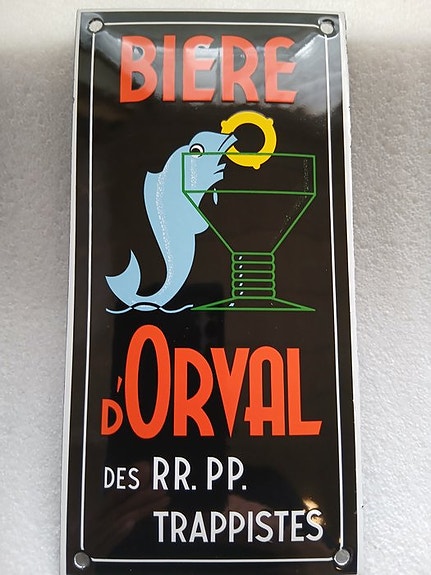 BIERE
D'ORVAL
DES RR. PP.
TRAPPISTES